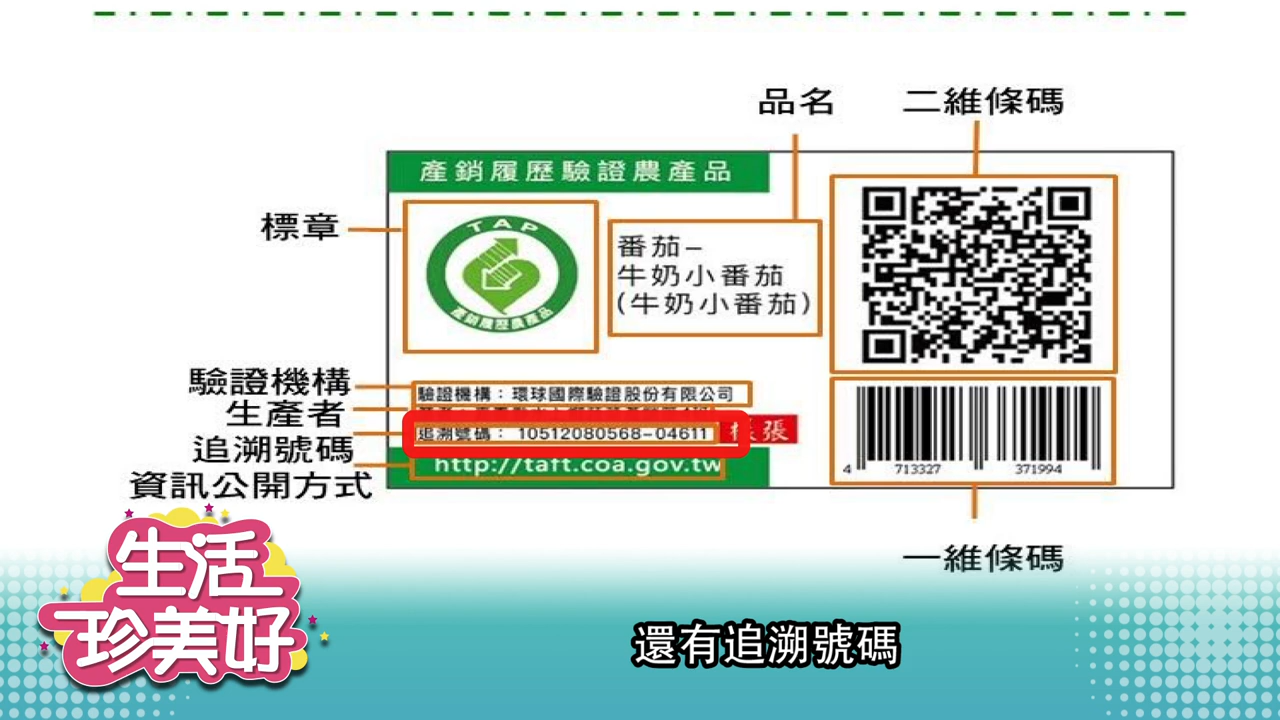 品名
二維條碼
產銷履歷驗證農產品
標章
TAP
產銷履歷農產品
番茄–
牛奶小番茄
(牛奶小番茄)
驗證機構
驗證機構：環球國際驗證股份有限公司
生產者
追溯號碼
追溯號碼： 10512080568-04611
張
資訊公開方式
http://taft.coa.gov.tw
4 713327 371994
一維條碼
生活
珍美好
還有追溯號碼